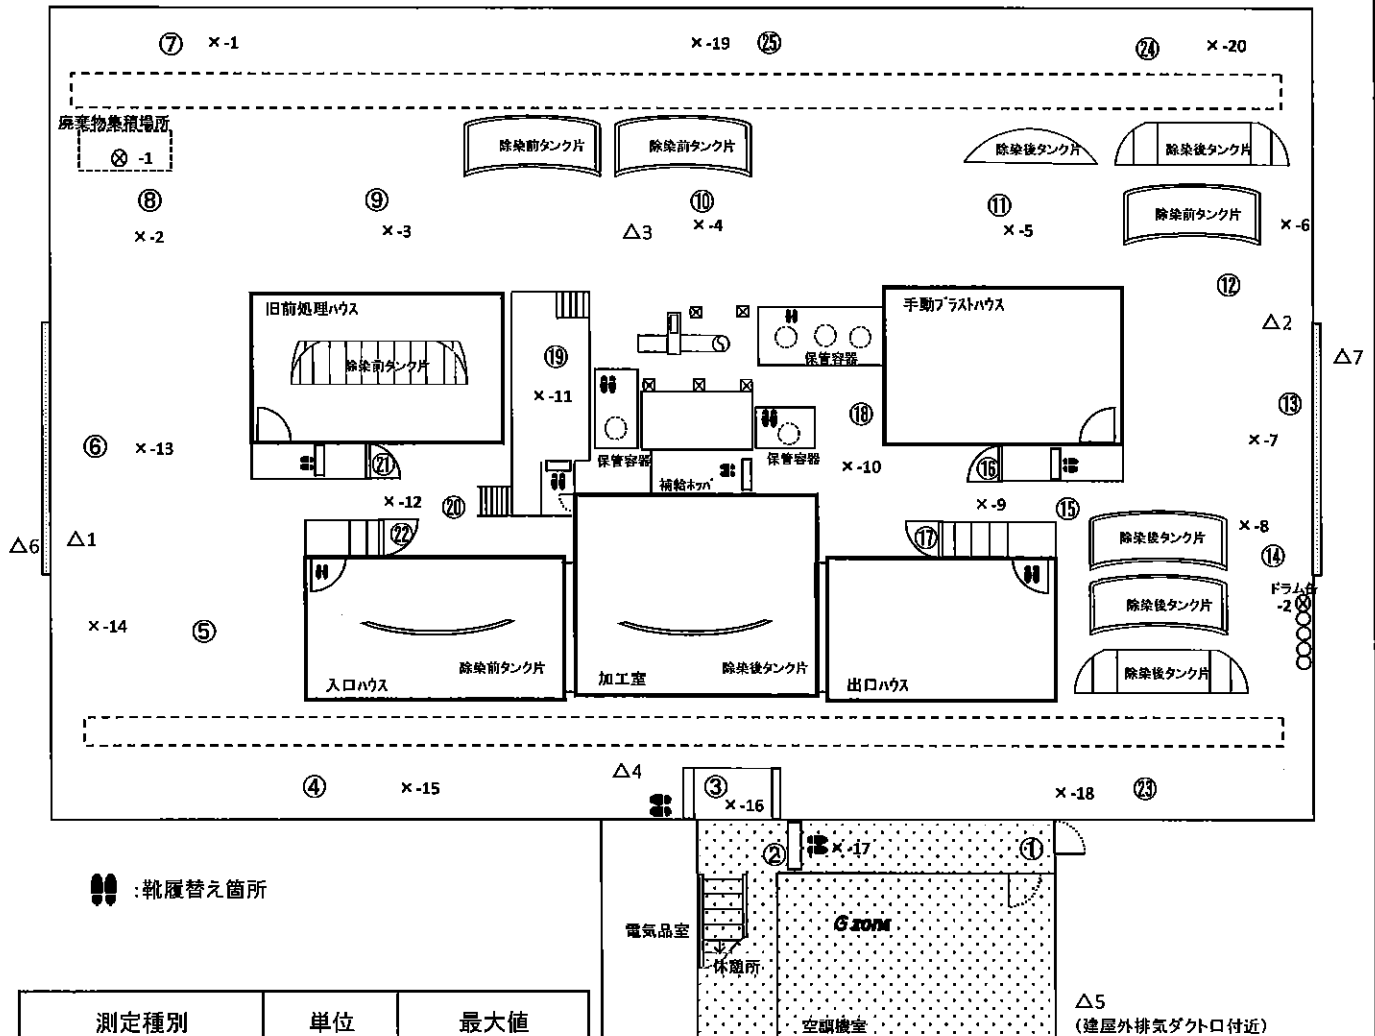 ⑦ ×-1 ×-19 ㉕ ㉔ ×-20
廃棄物集積場所
⊗ -1
除染前タンク片 除染前タンク片 除染後タンク片 除染後タンク片
⑧ ⑨ ⑩ ⑪ 除染前タンク片
×-2 ×-3 △3 ×-4 ×-5 ×-6
⑫
旧前処理ハウス 手動ブラストハウス
△2
除染前タンク片 ⑲ 保管容器 △7
×-11 ⑱ ⑬
⑥ ×-13 ㉑ 保管容器 保管容器 ×-10 ⑯ ×-7
補給ホッパ
×-12 ⑳ ×-9 ⑮
△6 △1 ㉒ ⑰ 除染後タンク片 ×-8
⑭
ドラム缶
-2
×-14 ⑤ 除染後タンク片
除染前タンク片 除染後タンク片 除染後タンク片
入口ハウス 加工室 出口ハウス
④ ×-15 △4 ③ ×-16 ×-18 ㉓
② ×-17 ①
:靴履替え箇所
電気品室 G zone
休憩所
測定種別 単位 最大値
空調機室
△5
(建屋外排気ダクト口付近)